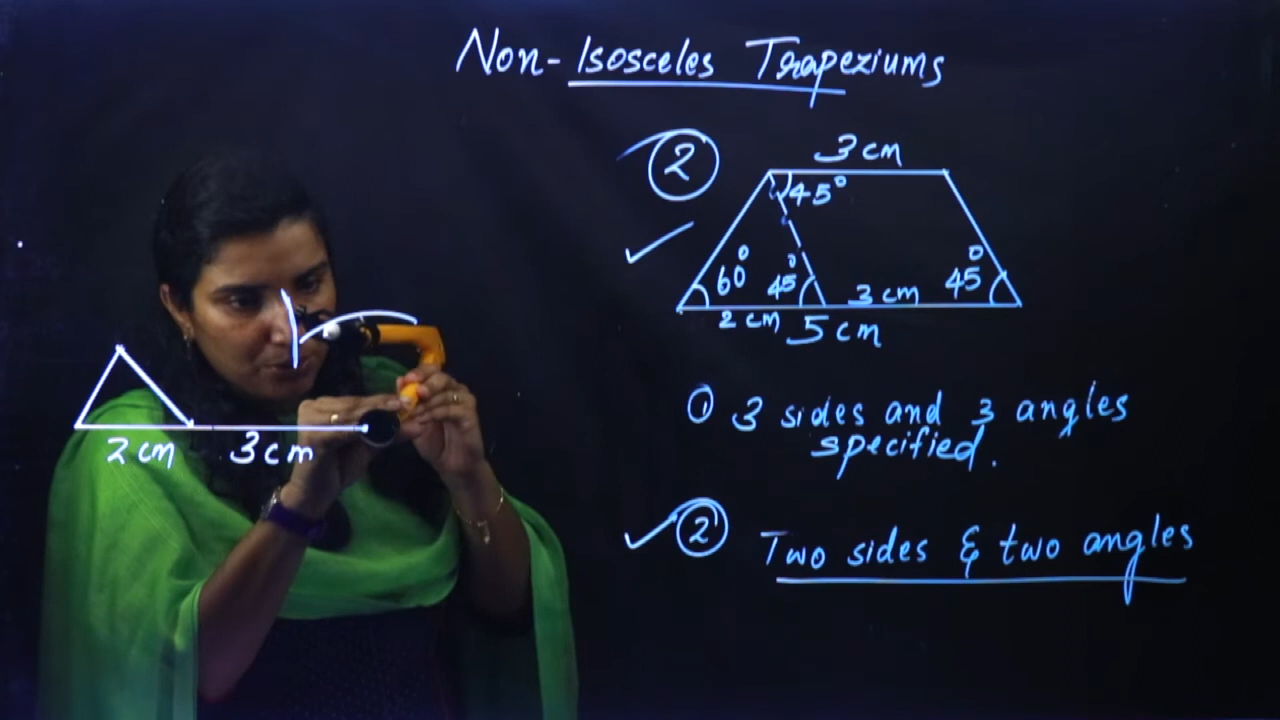 Non-Isosceles Trapeziums
2
3 cm
45°
60° 45° 45°
3 cm
2 cm 5 cm
2 cm 3 cm
1 3 sides and 3 angles
specified.
2 Two sides & two angles